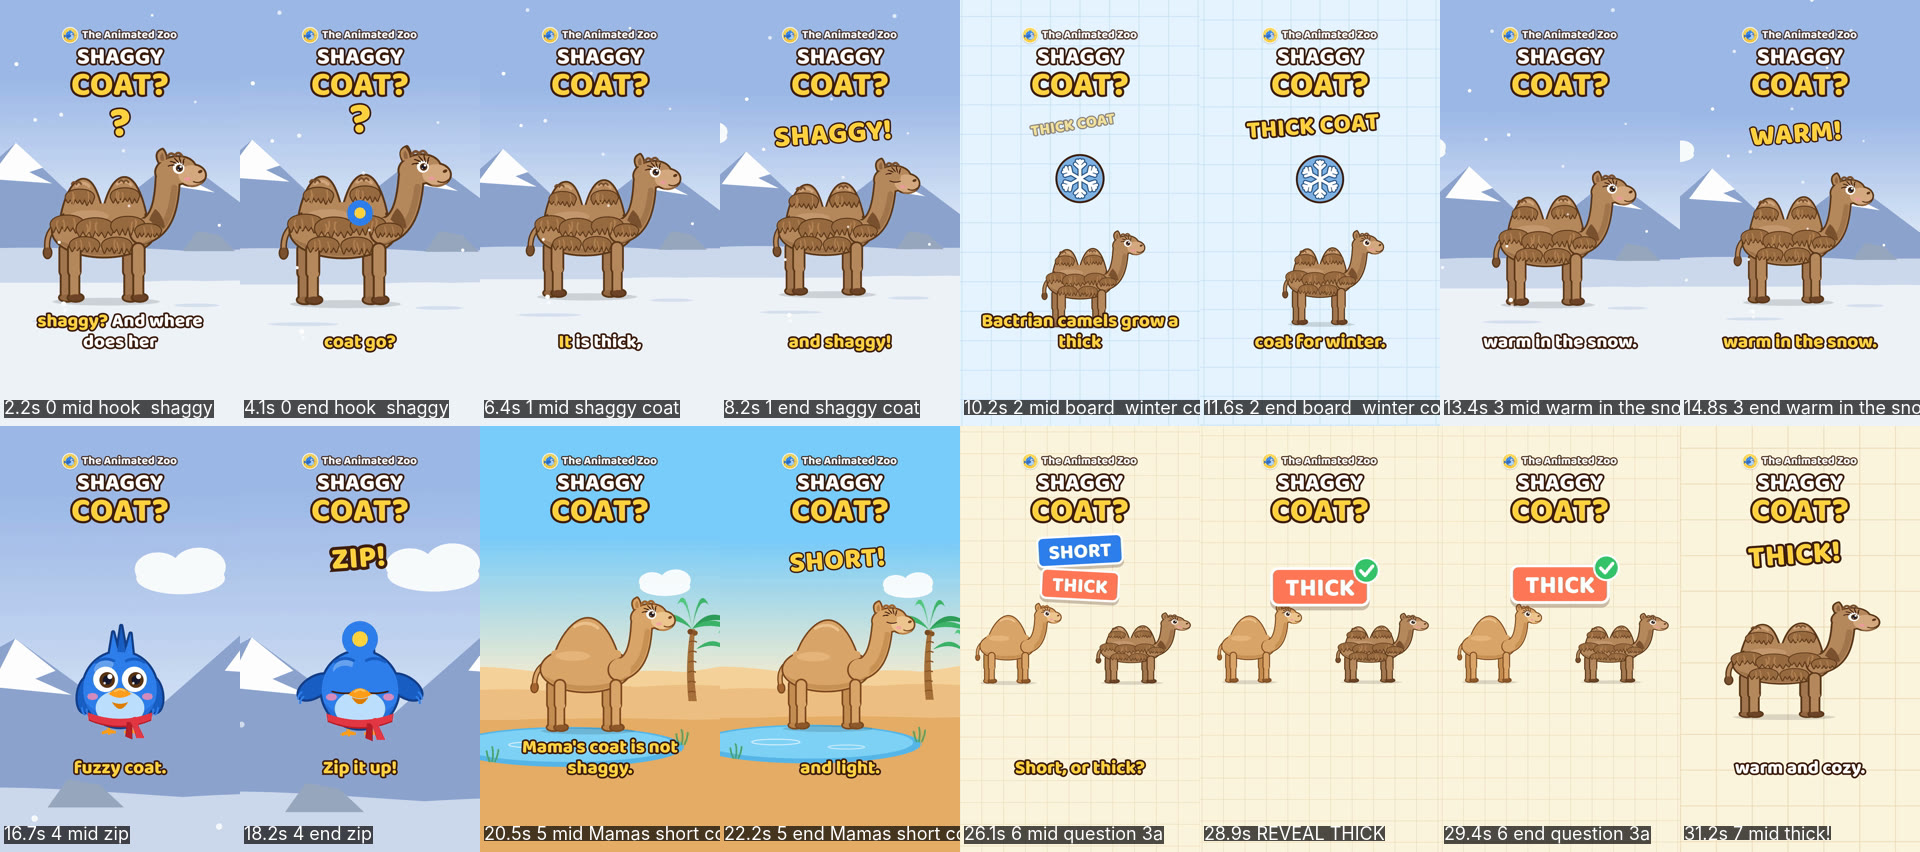 The Animated Zoo
SHAGGY
COAT?
?
shaggy? And where
does her
2.2s 0 mid hook shaggy
The Animated Zoo
SHAGGY
COAT?
?
coat go?
4.1s 0 end hook shaggy
The Animated Zoo
SHAGGY
COAT?
It is thick,
6.4s 1 mid shaggy coat
The Animated Zoo
SHAGGY
COAT?
SHAGGY!
and shaggy!
8.2s 1 end shaggy coat
The Animated Zoo
SHAGGY
COAT?
THICK COAT
Bactrian camels grow a
thick
10.2s 2 mid board winter co
The Animated Zoo
SHAGGY
COAT?
THICK COAT
coat for winter.
11.6s 2 end board winter co
The Animated Zoo
SHAGGY
COAT?
warm in the snow.
13.4s 3 mid warm in the sno
The Animated Zoo
SHAGGY
COAT?
WARM!
warm in the snow.
14.8s 3 end warm in the sno
The Animated Zoo
SHAGGY
COAT?
fuzzy coat.
16.7s 4 mid zip
The Animated Zoo
SHAGGY
COAT?
ZIP!
Zip it up!
18.2s 4 end zip
The Animated Zoo
SHAGGY
COAT?
Mama's coat is not
shaggy.
20.5s 5 mid Mamas short co
The Animated Zoo
SHAGGY
COAT?
SHORT!
and light.
22.2s 5 end Mamas short co
The Animated Zoo
SHAGGY
COAT?
SHORT
THICK
Short, or thick?
26.1s 6 mid question 3a
The Animated Zoo
SHAGGY
COAT?
THICK
28.9s REVEAL THICK
The Animated Zoo
SHAGGY
COAT?
THICK
29.4s 6 end question 3a
The Animated Zoo
SHAGGY
COAT?
THICK!
warm and cozy.
31.2s 7 mid thick!